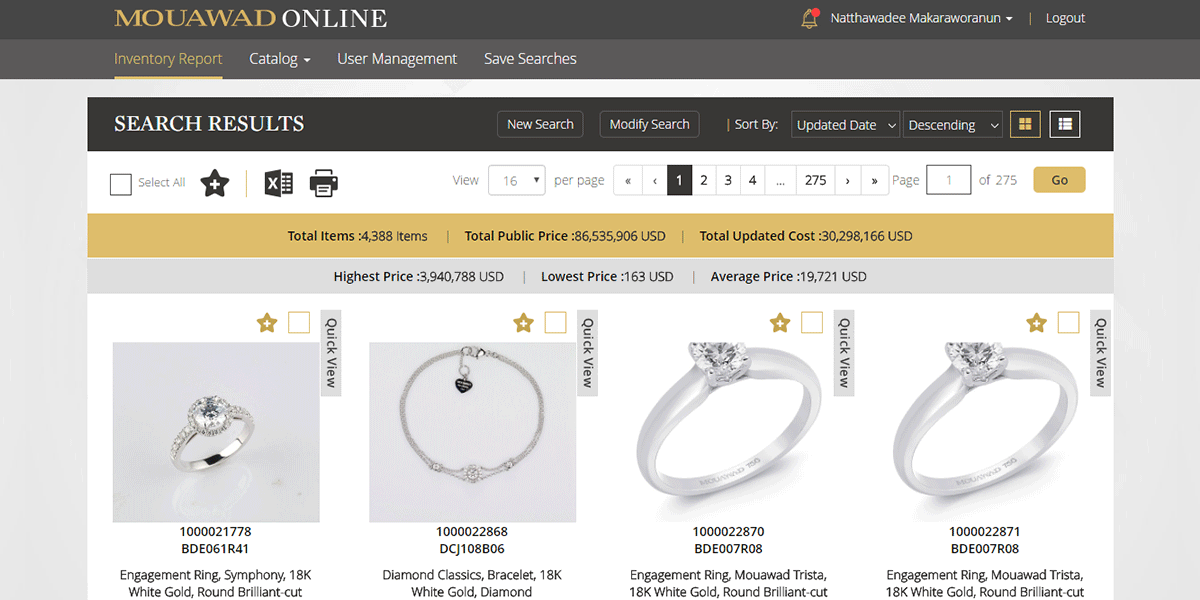 MOUAWAD ONLINE
Natthawadee Makaraworanun | Logout
Inventory Report Catalog User Management Save Searches
SEARCH RESULTS New Search Modify Search | Sort By: Updated Date Descending
Select All View 16 per page « ‹ 1 2 3 4 ... 275 › » Page 1 of 275 Go
Total Items :4,388 Items | Total Public Price :86,535,906 USD | Total Updated Cost :30,298,166 USD
Highest Price :3,940,788 USD | Lowest Price :163 USD | Average Price :19,721 USD
Quick View Quick View Quick View Quick View
MOUAWAD 750 MOUAWAD 750
1000021778 1000022868 1000022870 1000022871
BDE061R41 DCJ108B06 BDE007R08 BDE007R08
Engagement Ring, Symphony, 18K Diamond Classics, Bracelet, 18K Engagement Ring, Mouawad Trista, Engagement Ring, Mouawad Trista,
White Gold, Round Brilliant-cut White Gold, Diamond 18K White Gold, Round Brilliant-cut 18K White Gold, Round Brilliant-cut